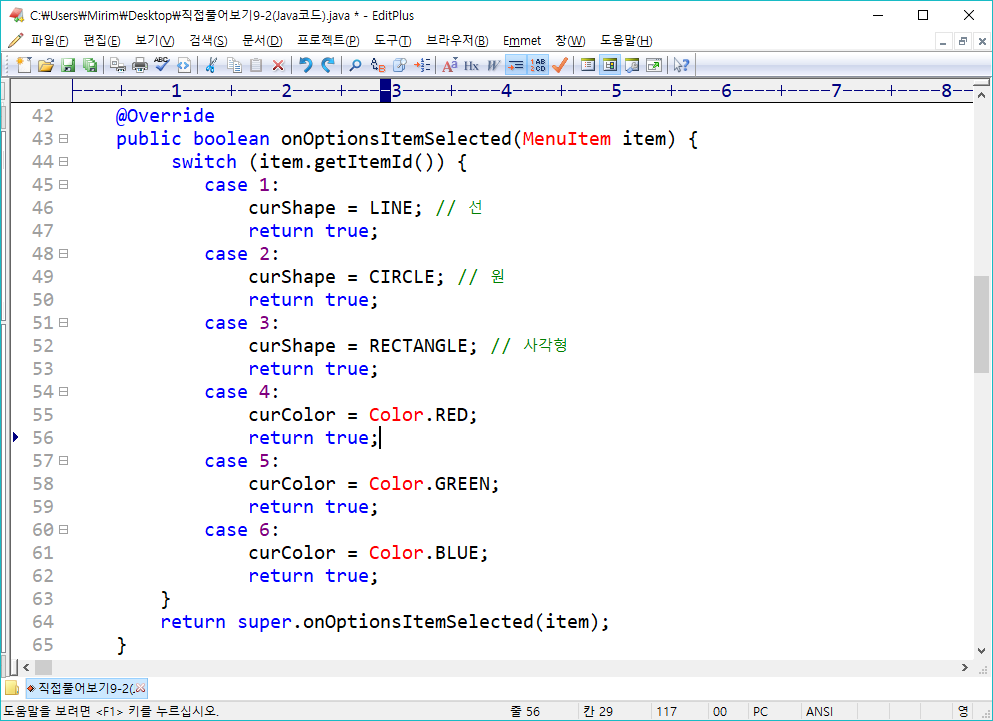 C:₩Users₩Mirim₩Desktop₩직접풀어보기9-2(Java코드).java * - EditPlus
파일(F) 편집(E) 보기(V) 검색(S) 문서(D) 프로젝트(P) 도구(T) 브라우저(B) Emmet 창(W) 도움말(H)
----+----1----+----2----+----3----+----4----+----5----+----6----+----7----+----8--
42 @Override
43 public boolean onOptionsItemSelected(MenuItem item) {
44 switch (item.getItemId()) {
45 case 1:
46 curShape = LINE; // 선
47 return true;
48 case 2:
49 curShape = CIRCLE; // 원
50 return true;
51 case 3:
52 curShape = RECTANGLE; // 사각형
53 return true;
54 case 4:
55 curColor = Color.RED;
56 return true;
57 case 5:
58 curColor = Color.GREEN;
59 return true;
60 case 6:
61 curColor = Color.BLUE;
62 return true;
63 }
64 return super.onOptionsItemSelected(item);
65 }
직접풀어보기9-2(.
도움말을 보려면 <F1> 키를 누르십시오. 줄 56 칸 29 117 00 PC ANSI 영